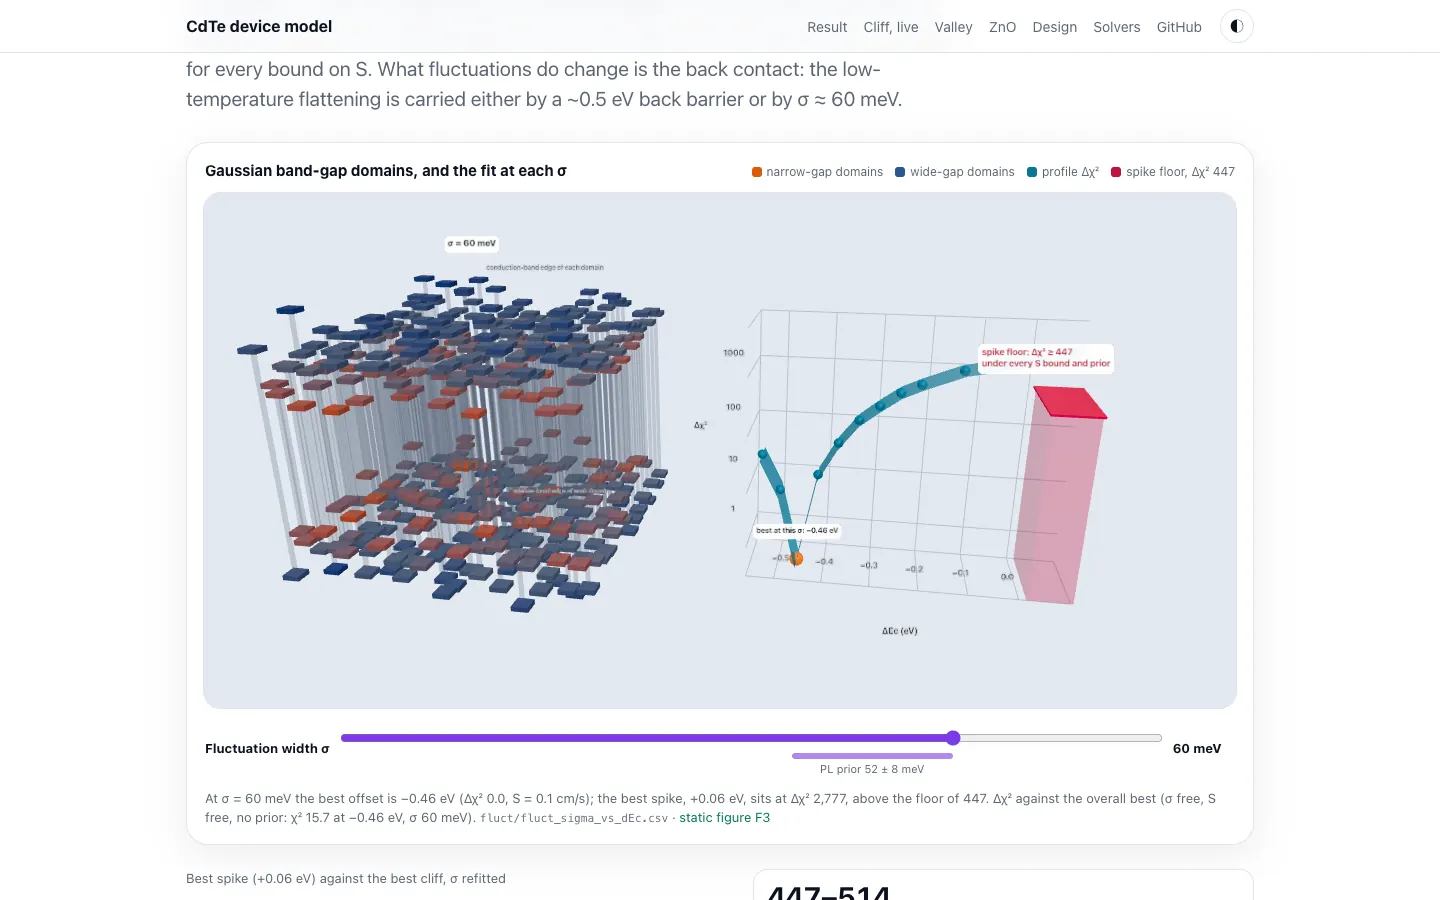 CdTe device model
Result Cliff, live Valley ZnO Design Solvers GitHub
for every bound on S. What fluctuations do change is the back contact: the low-
temperature flattening is carried either by a ~0.5 eV back barrier or by σ ≈ 60 meV.
Gaussian band-gap domains, and the fit at each σ
narrow-gap domains wide-gap domains profile Δχ² spike floor, Δχ² 447
σ = 60 meV
conduction-band edge of each domain
1000
100
10
1
Δχ²
spike floor: Δχ² ≥ 447
under every S bound and prior
best at this σ: −0.46 eV
−0.4 −0.3 −0.2 −0.1 0.0
ΔEc (eV)
Fluctuation width σ
60 meV
PL prior 52 ± 8 meV
At σ = 60 meV the best offset is −0.46 eV (Δχ² 0.0, S = 0.1 cm/s); the best spike, +0.06 eV, sits at Δχ² 2,777, above the floor of 447. Δχ² against the overall best (σ free, S
free, no prior: χ² 15.7 at −0.46 eV, σ 60 meV). fluct/fluct_sigma_vs_dEc.csv · static figure F3
Best spike (+0.06 eV) against the best cliff, σ refitted
447–514